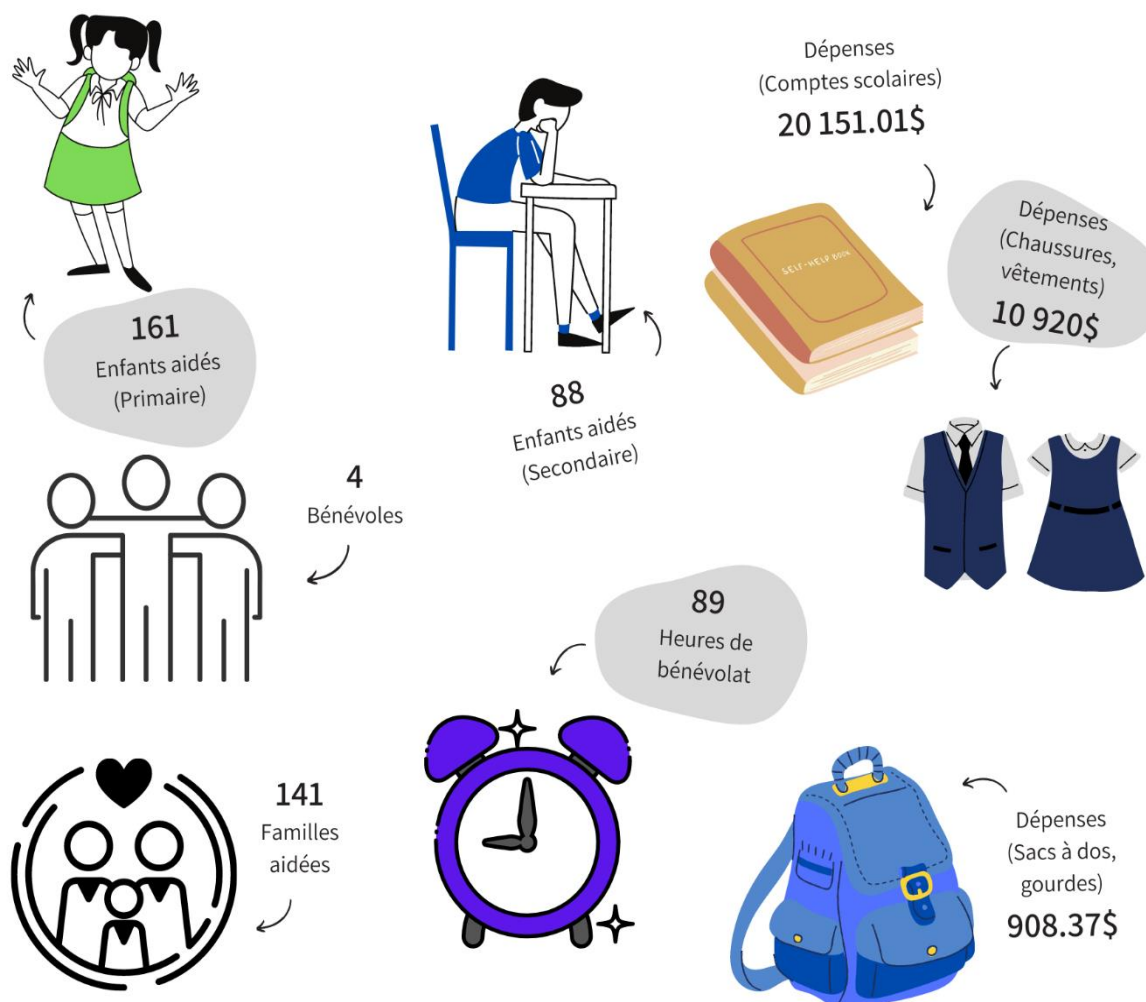 Dépenses
(Comptes scolaires)
20 151.01$
SELF-HELP BOOK
Dépenses
(Chaussures,
vêtements)
10 920$
161
Enfants aidés
(Primaire)
88
Enfants aidés
(Secondaire)
4
Bénévoles
89
Heures de
bénévolat
141
Familles
aidées
Dépenses
(Sacs à dos,
gourdes)
908.37$